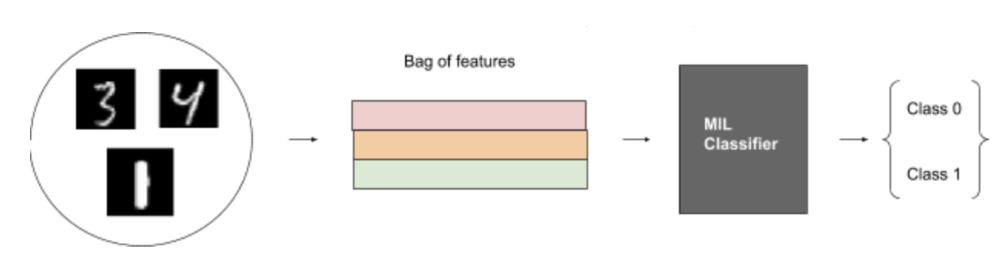 Bag of features
3 4
1
MIL
Classifier
Class 0
Class 1